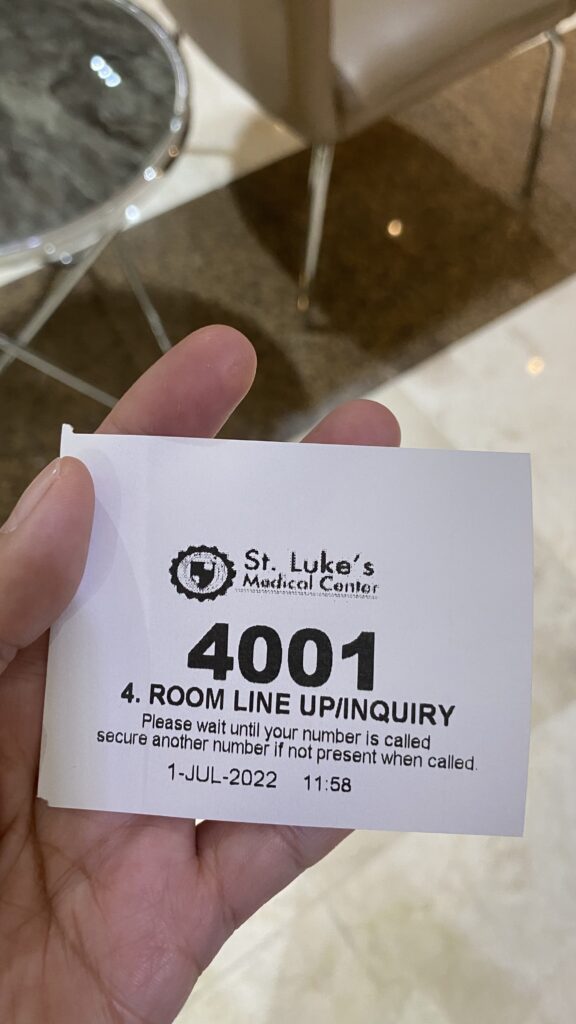 St. Luke's
Medical Center
4001
4. ROOM LINE UP/INQUIRY
Please wait until your number is called
secure another number if not present when called.
1-JUL-2022 11:58